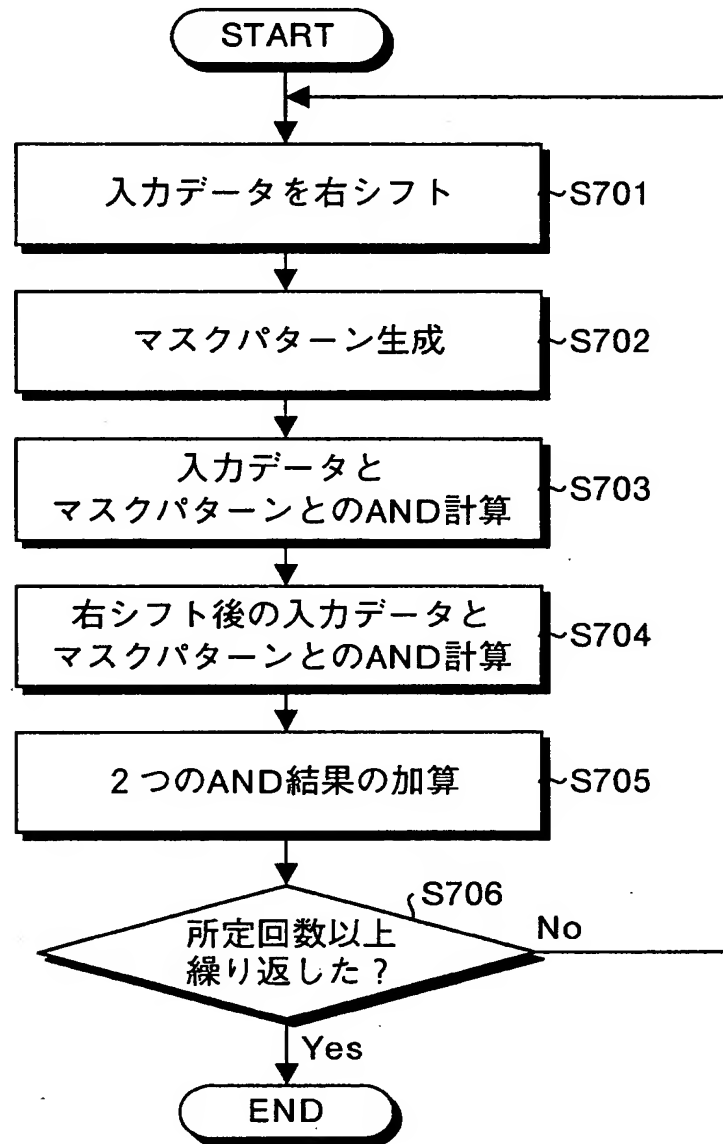 START
入力データを右シフト
S701
マスクパターン生成
S702
入力データと
マスクパターンとのAND計算
S703
右シフト後の入力データと
マスクパターンとのAND計算
S704
2つのAND結果の加算
S705
S706
所定回数以上
繰り返した?
No
Yes
END